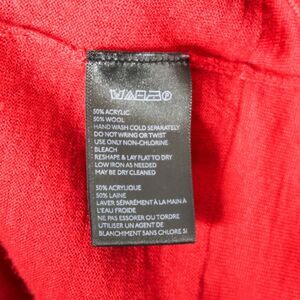 50% ACRYLIC
50% WOOL
HAND WASH COLD SEPARATELY
DO NOT WRING OR TWIST
USE ONLY NON-CHLORINE
BLEACH
RESHAPE & LAY FLAT TO DRY
LOW IRON AS NEEDED
MAY BE DRY CLEANED
50% ACRYLIQUE
50% LAINE
LAVER SÉPARÉMENT À LA MAIN À
L'EAU FROIDE
NE PAS ESSORER OU TORDRE
UTILISER UN AGENT DE
BLANCHIMENT SANS CHLORE SI